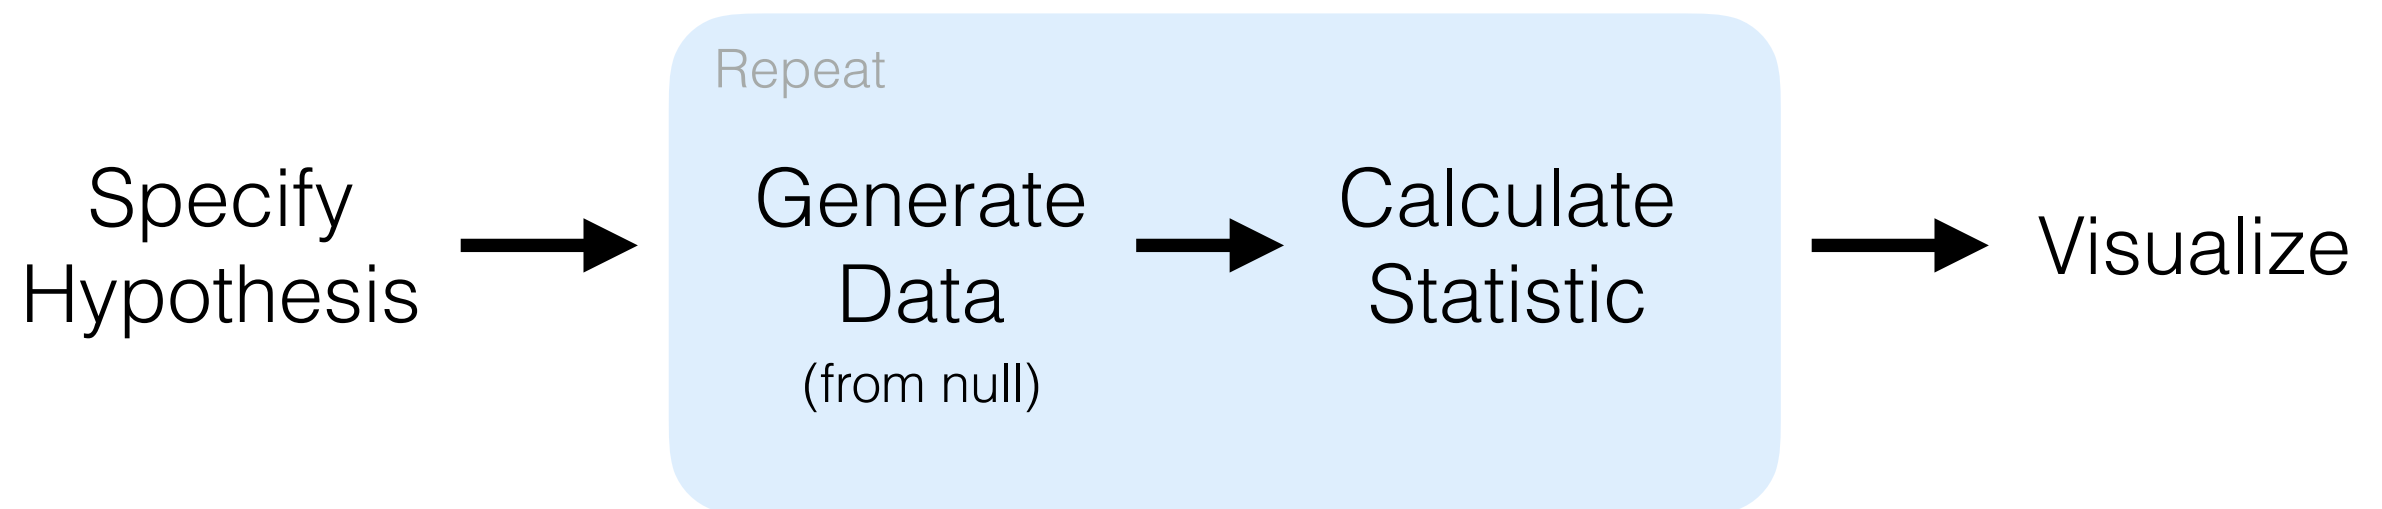 Repeat
Specify
Hypothesis
Generate
Data
(from null)
Calculate
Statistic
Visualize